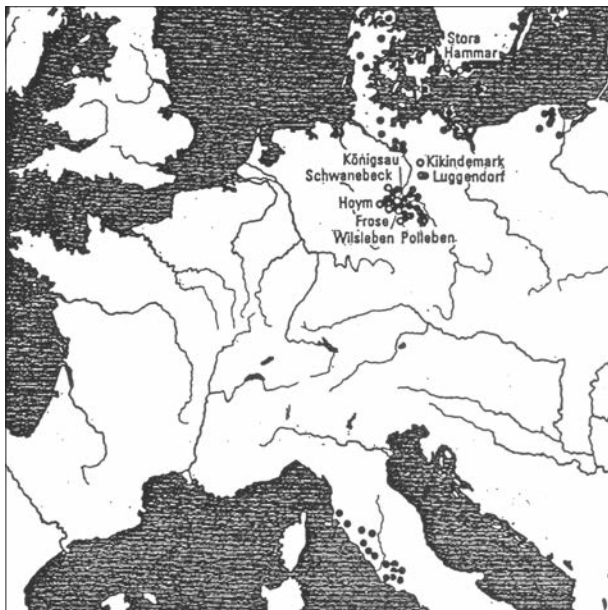 Stora
Hammar
Königsau
Kikindemark
Schwanebeck
Luggendorf
Hoym
Frose
Wilsleben Polleben